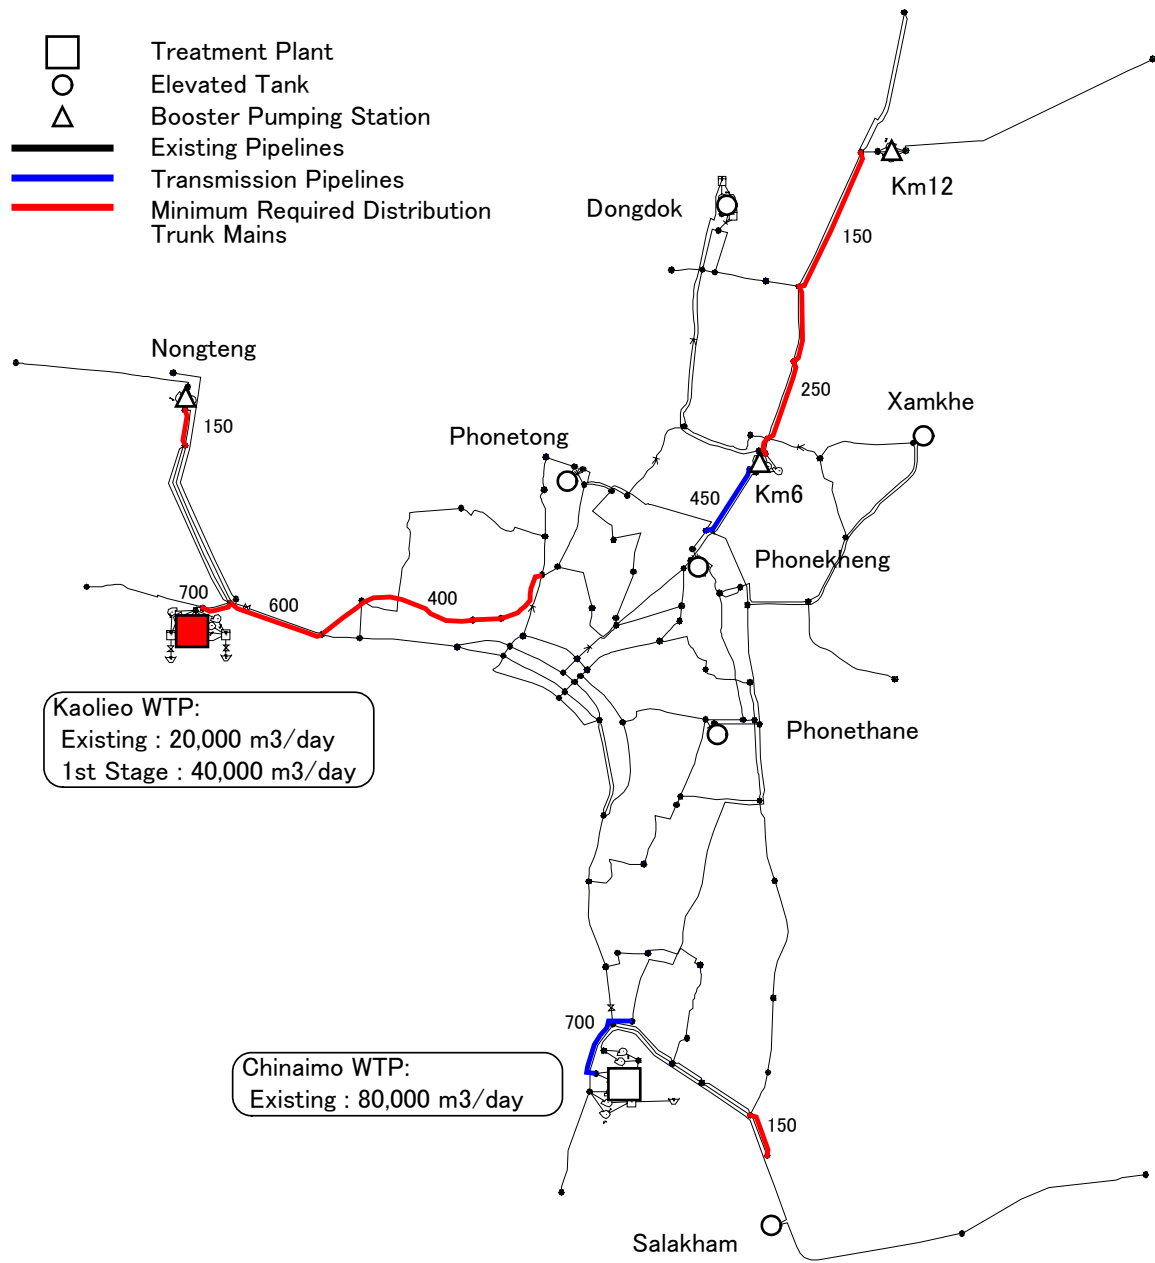 Treatment Plant
Elevated Tank
Booster Pumping Station
Existing Pipelines
Transmission Pipelines
Minimum Required Distribution
Trunk Mains
Km12
Dongdok
150
Nongteng
250
Xamkhe
150
Phonetong
450
Km6
Phonekheng
700
600
400
Kaolieo WTP:
Existing : 20,000 m3/day
1st Stage : 40,000 m3/day
Phonethane
700
Chinaimo WTP:
Existing : 80,000 m3/day
150
Salakham